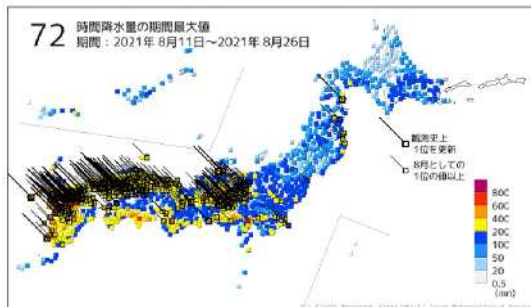 72 時間降水量の期間最大値
期間：2021年 8月11日～2021年 8月26日
観測史上
1位を更新
8月としての
1位の値以上
800
600
400
200
100
50
20
0.5
(mm)